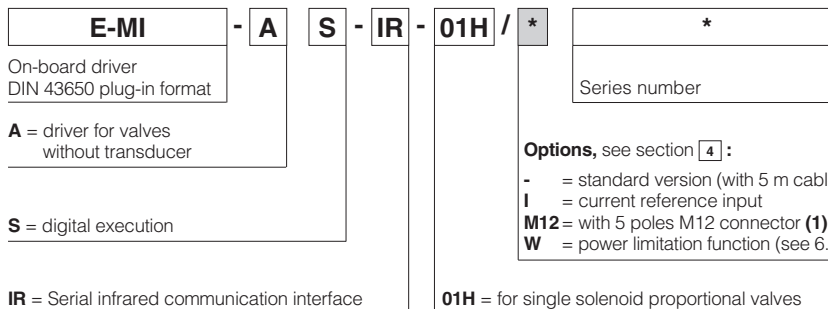 E-MI - A S - IR - 01H / * *
On-board driver
DIN 43650 plug-in format
Series number
A = driver for valves
without transducer
Options, see section 4 :
- = standard version (with 5 m cabl
I = current reference input
M12 = with 5 poles M12 connector (1)
W = power limitation function (see 6.
S = digital execution
IR = Serial infrared communication interface
01H = for single solenoid proportional valves